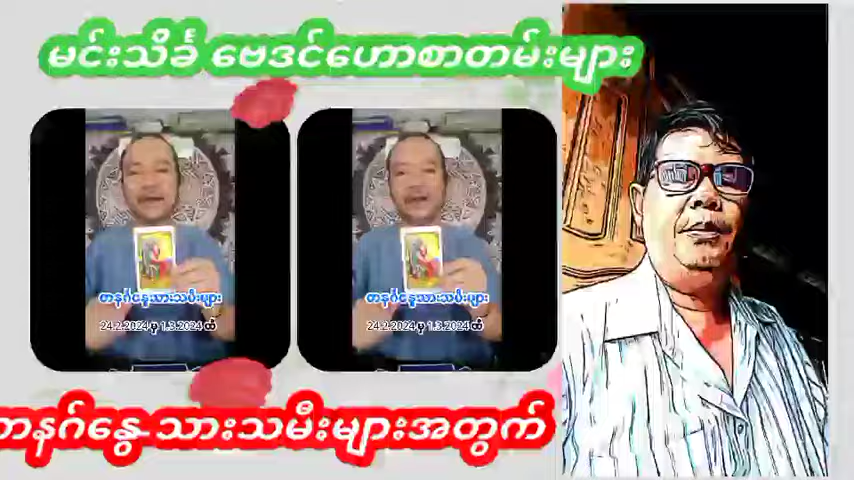 မင်းသိင်္ခ ဗေဒင်ဟောစာတမ်းများ
တနင်္ဂနွေသားသမီးများ
24.2.2024 မှ 1.3.2024 ထိ
တနင်္ဂနွေသားသမီးများ
24.2.2024 မှ 1.3.2024 ထိ
တနင်္ဂနွေ-သားသမီးများအတွက်